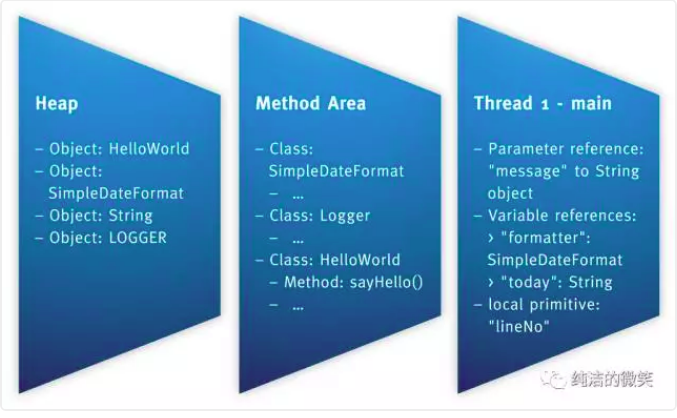 Heap
– Object: HelloWorld
– Object:
SimpleDateFormat
– Object: String
– Object: LOGGER
Method Area
– Class:
SimpleDateFormat
– ...
– Class: Logger
– ...
– Class: HelloWorld
– Method: sayHello()
– ...
Thread 1 - main
– Parameter reference:
"message" to String
object
– Variable references:
> "formatter":
SimpleDateFormat
> "today": String
– local primitive:
"lineNo"
纯洁的微笑